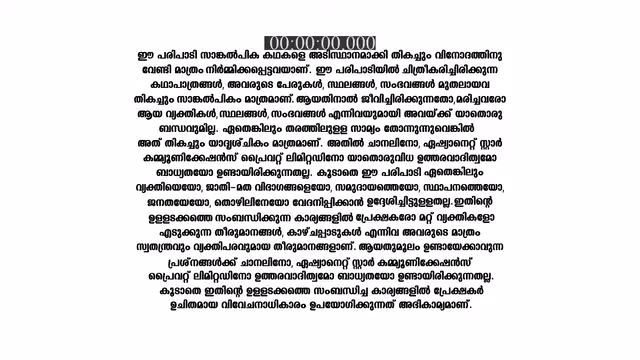 00:00:00.000
ഈ പരിപാടി സാങ്കൽപിക കഥകളെ അടിസ്ഥാനമാക്കി തികച്ചും വിനോദത്തിനു
വേണ്ടി മാത്രം നിർമ്മിക്കപ്പെട്ടവയാണ്. ഈ പരിപാടിയിൽ ചിത്രീകരിച്ചിരിക്കുന്ന
കഥാപാത്രങ്ങൾ, അവരുടെ പേരുകൾ, സ്ഥലങ്ങൾ, സംഭവങ്ങൾ മുതലായവ
തികച്ചും സാങ്കൽപികം മാത്രമാണ്. ആയതിനാൽ ജീവിച്ചിരിക്കുന്നതോ,മരിച്ചവരോ
ആയ വ്യക്തികൾ,സ്ഥലങ്ങൾ,സംഭവങ്ങൾ എന്നിവയുമായി അവയ്ക്ക് യാതൊരു
ബന്ധവുമില്ല. ഏതെങ്കിലും തരത്തിലുളള സാമ്യം തോന്നുന്നുവെങ്കിൽ
അത് തികച്ചും യാദൃശ്ചികം മാത്രമാണ്. അതിൽ ചാനലിനോ, ഏഷ്യാനെറ്റ് സ്റ്റാർ
കമ്മ്യൂണിക്കേഷൻസ് പ്രൈവറ്റ് ലിമിറ്റഡിനോ യാതൊരുവിധ ഉത്തരവാദിത്വമോ
ബാധ്യതയോ ഉണ്ടായിരിക്കുന്നതല്ല. കൂടാതെ ഈ പരിപാടി ഏതെങ്കിലും
വ്യക്തിയെയോ, ജാതി-മത വിഭാഗങ്ങളെയോ, സമുദായത്തെയോ, സ്ഥാപനത്തെയോ,
ജനതയേയോ, തൊഴിലിനേയോ വേദനിപ്പിക്കാൻ ഉദ്ദേശിച്ചിട്ടുളളതല്ല.ഇതിന്റെ
ഉളളടക്കത്തെ സംബന്ധിക്കുന്ന കാര്യങ്ങളിൽ പ്രേക്ഷകരോ മറ്റ് വ്യക്തികളോ
എടുക്കുന്ന തീരുമാനങ്ങൾ, കാഴ്ചപ്പാടുകൾ എന്നിവ അവരുടെ മാത്രം
സ്വതന്ത്രവും വ്യക്തിപരവുമായ തീരുമാനങ്ങളാണ്. ആയതുമൂലം ഉണ്ടായേക്കാവുന്ന
പ്രശ്നങ്ങൾക്ക് ചാനലിനോ, ഏഷ്യാനെറ്റ് സ്റ്റാർ കമ്മ്യൂണിക്കേഷൻസ്
പ്രൈവറ്റ് ലിമിറ്റഡിനോ ഉത്തരവാദിത്വമോ ബാധ്യതയോ ഉണ്ടായിരിക്കുന്നതല്ല.
കൂടാതെ ഇതിന്റെ ഉളളടക്കത്തെ സംബന്ധിച്ച കാര്യങ്ങളിൽ പ്രേക്ഷകർ
ഉചിതമായ വിവേചനാധികാരം ഉപയോഗിക്കുന്നത് അഭികാമ്യമാണ്.